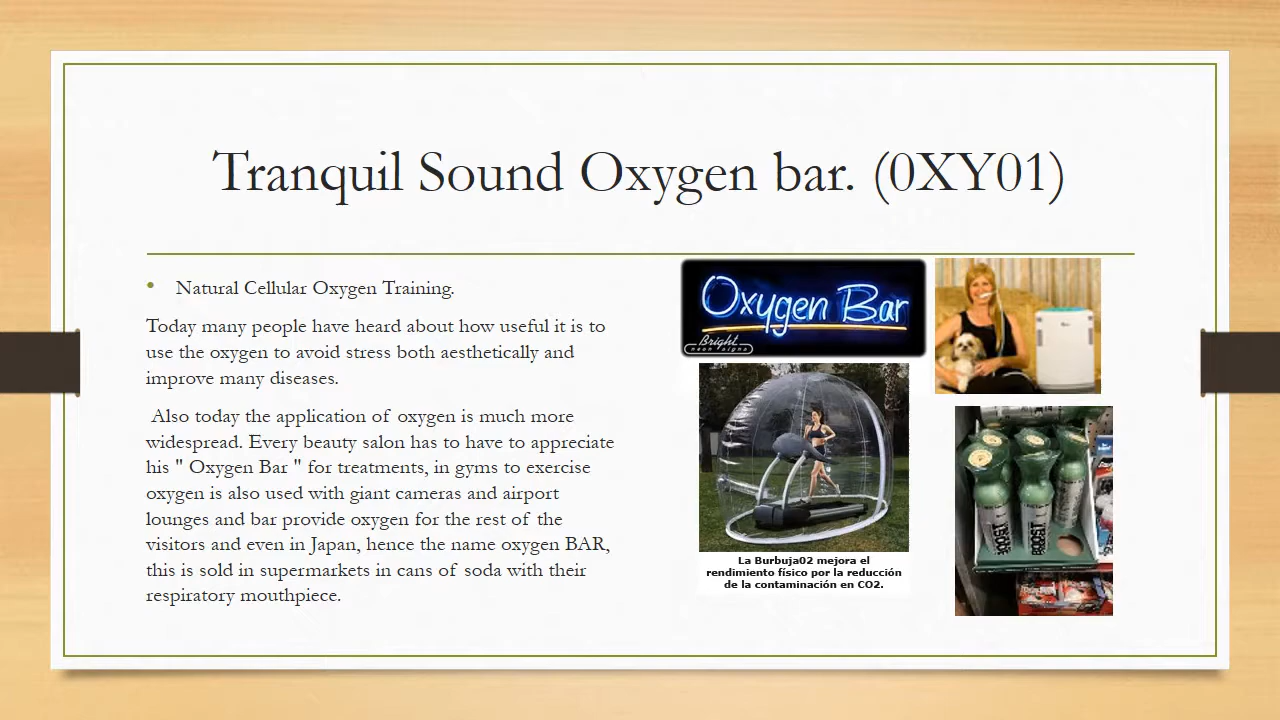 Tranquil Sound Oxygen bar. (0XY01)
• Natural Cellular Oxygen Training.
Today many people have heard about how useful it is to
use the oxygen to avoid stress both aesthetically and
improve many diseases.
Also today the application of oxygen is much more
widespread. Every beauty salon has to have to appreciate
his " Oxygen Bar " for treatments, in gyms to exercise
oxygen is also used with giant cameras and airport
lounges and bar provide oxygen for the rest of the
visitors and even in Japan, hence the name oxygen BAR,
this is sold in supermarkets in cans of soda with their
respiratory mouthpiece.
Oxygen Bar
Bright
neon signs
La Burbuja02 mejora el
rendimiento físico por la reducción
de la contaminación en CO2.
BOOST
BOOST